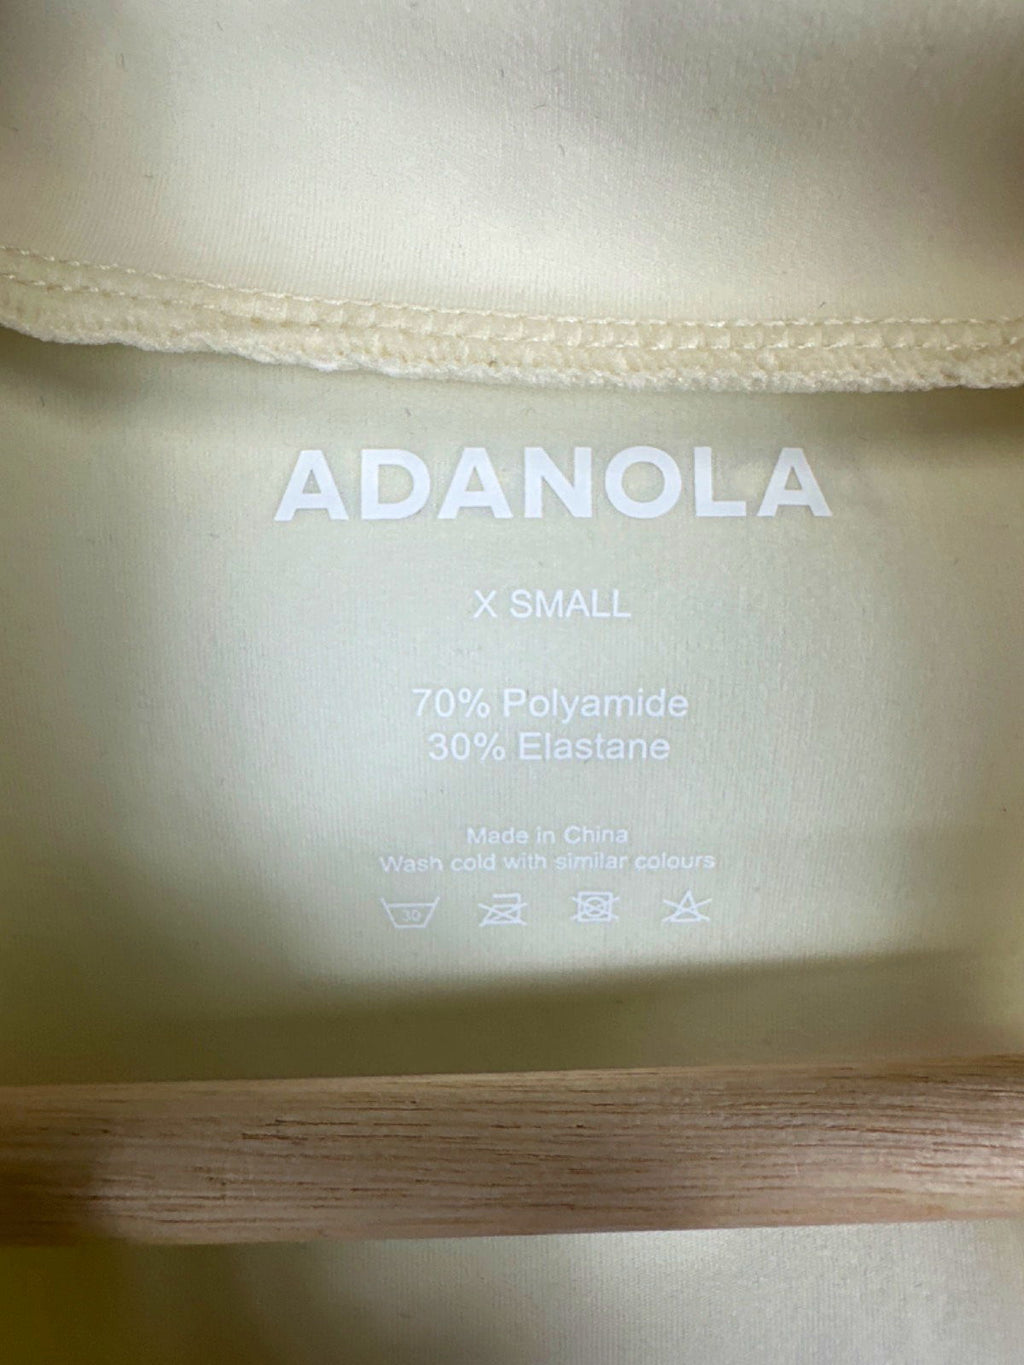 ADANOLA
X SMALL
70% Polyamide
30% Elastane
Made in China
Wash cold with similar colours
30